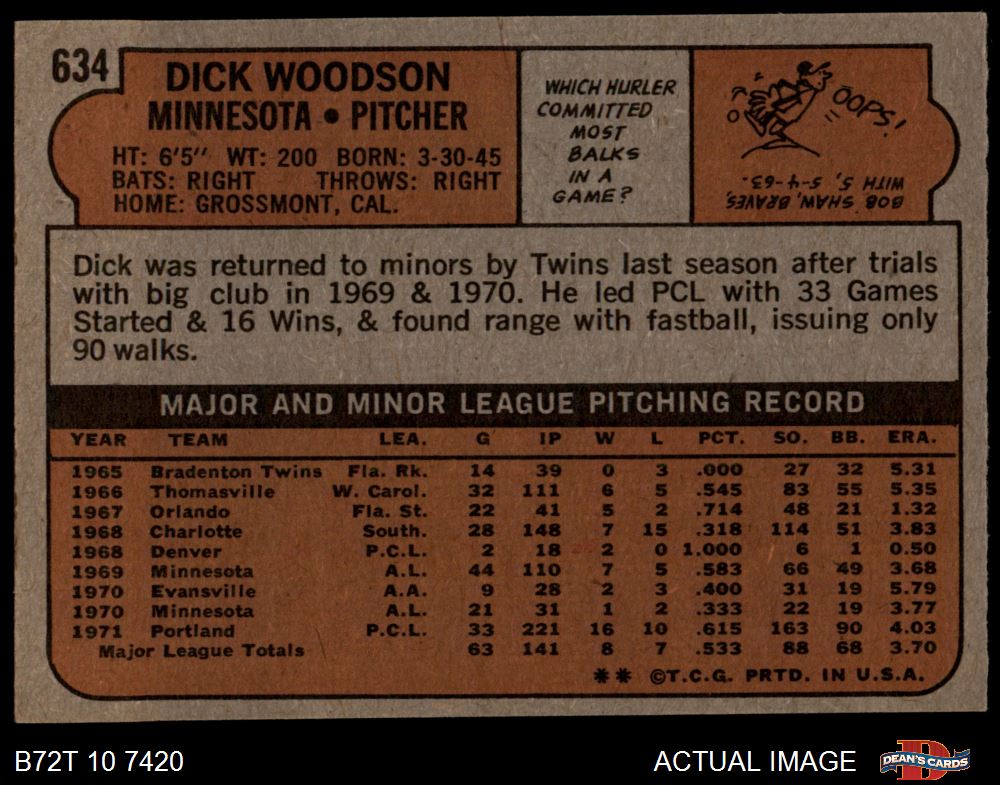 634
DICK WOODSON
MINNESOTA • PITCHER
HT: 6'5" WT: 200 BORN: 3-30-45
BATS: RIGHT THROWS: RIGHT
HOME: GROSSMONT, CAL.
WHICH HURLER
COMMITTED
MOST
BALKS
IN A
GAME?
OOPS!
BOB SHAW, BRAVES,
WITH 5, 5-4-63.
Dick was returned to minors by Twins last season after trials
with big club in 1969 & 1970. He led PCL with 33 Games
Started & 16 Wins, & found range with fastball, issuing only
90 walks.
MAJOR AND MINOR LEAGUE PITCHING RECORD
YEAR TEAM LEA. G IP W L PCT. SO. BB. ERA.
1965 Bradenton Twins Fla. Rk. 14 39 0 3 .000 27 32 5.31
1966 Thomasville W. Carol. 32 111 6 5 .545 83 55 5.35
1967 Orlando Fla. St. 22 41 5 2 .714 48 21 1.32
1968 Charlotte South. 28 148 7 15 .318 114 51 3.83
1968 Denver P.C.L. 2 18 2 0 1.000 6 1 0.50
1969 Minnesota A.L. 44 110 7 5 .583 66 49 3.68
1970 Evansville A.A. 9 28 2 3 .400 31 19 5.79
1970 Minnesota A.L. 21 31 1 2 .333 22 19 3.77
1971 Portland P.C.L. 33 221 16 10 .615 163 90 4.03
Major League Totals 63 141 8 7 .533 88 68 3.70
** ©T.C.G. PRTD. IN U.S.A.
B72T 10 7420
ACTUAL IMAGE
D
DEAN'S CARDS